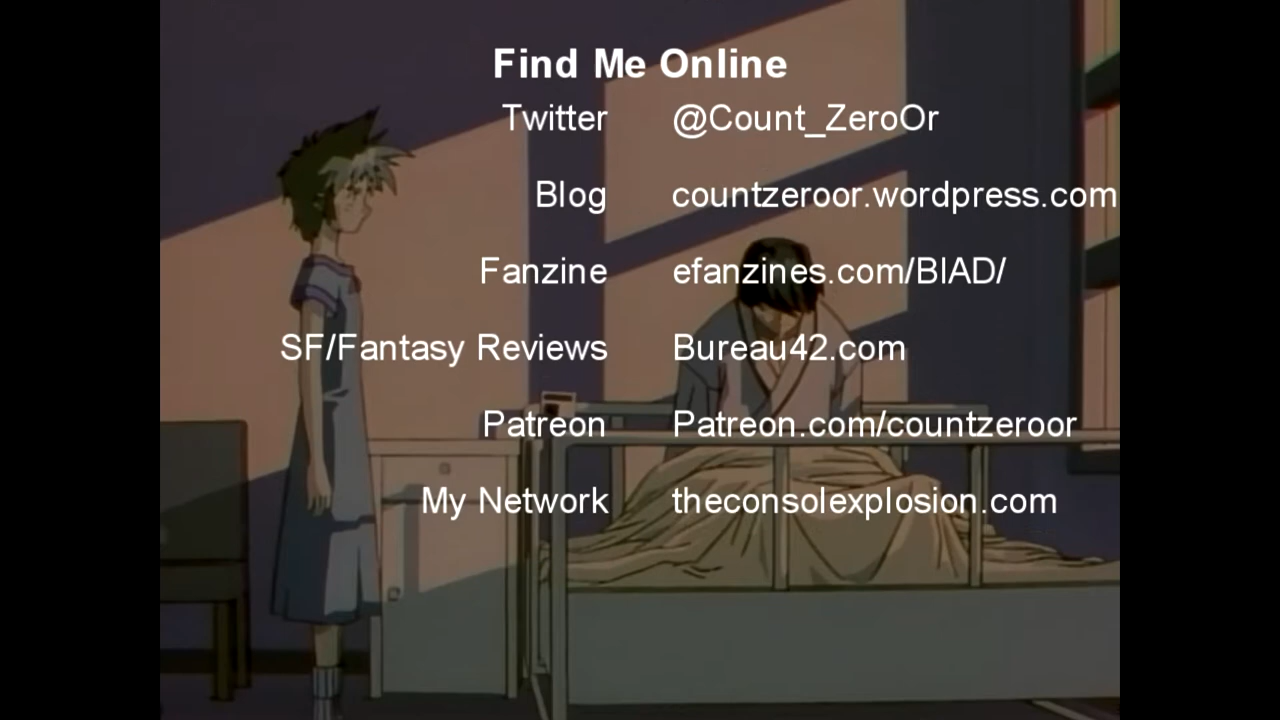 Find Me Online
Twitter @Count_ZeroOr
Blog countzeroor.wordpress.com
Fanzine efanzines.com/BIAD/
SF/Fantasy Reviews Bureau42.com
Patreon Patreon.com/countzeroor
My Network theconsolexplosion.com